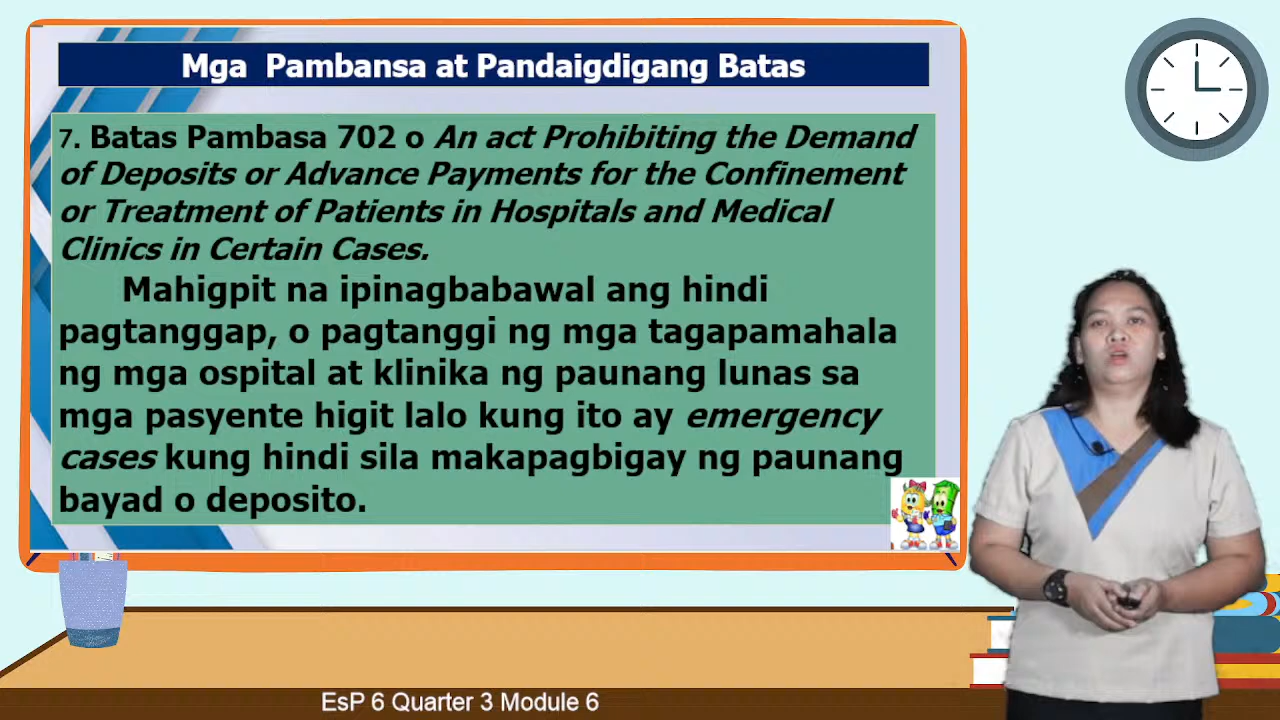 Mga Pambansa at Pandaigdigang Batas
7. Batas Pambasa 702 o An act Prohibiting the Demand
of Deposits or Advance Payments for the Confinement
or Treatment of Patients in Hospitals and Medical
Clinics in Certain Cases.
Mahigpit na ipinagbabawal ang hindi
pagtanggap, o pagtanggi ng mga tagapamahala
ng mga ospital at klinika ng paunang lunas sa
mga pasyente higit lalo kung ito ay emergency
cases kung hindi sila makapagbigay ng paunang
bayad o deposito.
EsP 6 Quarter 3 Module 6